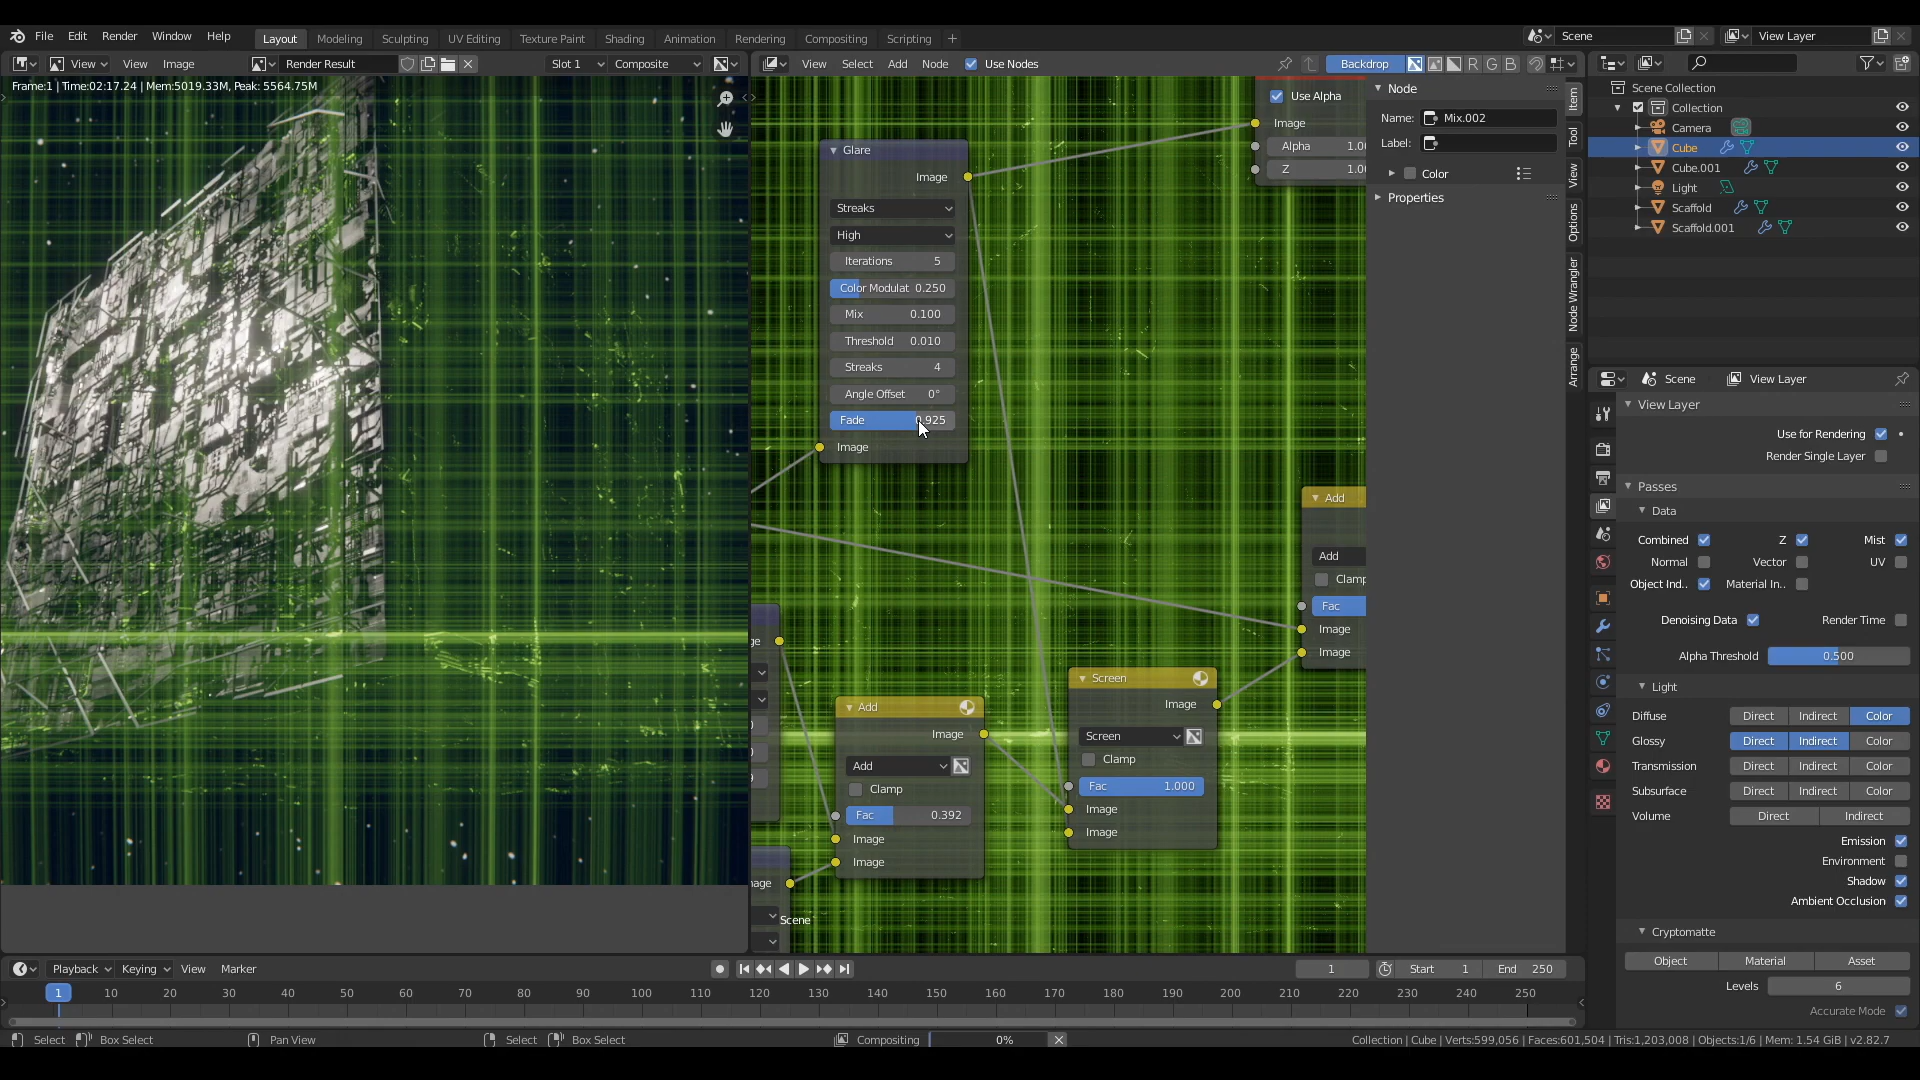 File Edit Render Window Help Layout Modeling Sculpting UV Editing Texture Paint Shading Animation Rendering Compositing Scripting + Scene View Layer
View View Image Render Result Slot 1 Composite View Select Add Node Use Nodes Backdrop R G B
Frame:1 | Time:02:17.24 | Mem:5019.33M, Peak: 5564.75M
Glare
Image
Streaks
High
Iterations 5
Color Modulat 0.250
Mix 0.100
Threshold 0.010
Streaks 4
Angle Offset 0°
Fade 0.925
Image
Use Alpha
Image
Alpha 1.00
Z 1.00
Add
Add
Clamp
Fac
Image
Image
Add
Image
Add
Clamp
Fac 0.392
Image
Image
Screen
Image
Screen
Clamp
Fac 1.000
Image
Image
Scene
Node
Name: Mix.002
Label:
Color
Properties
Item
Tool
View
Options
Node Wrangler
Arrange
Scene Collection
Collection
Camera
Cube
Cube.001
Light
Scaffold
Scaffold.001
Scene View Layer
View Layer
Use for Rendering
Render Single Layer
Passes
Data
Combined Z Mist
Normal Vector UV
Object Ind.. Material In..
Denoising Data Render Time
Alpha Threshold 0.500
Light
Diffuse Direct Indirect Color
Glossy Direct Indirect Color
Transmission Direct Indirect Color
Subsurface Direct Indirect Color
Volume Direct Indirect
Emission
Environment
Shadow
Ambient Occlusion
Cryptomatte
Object Material Asset
Levels 6
Accurate Mode
Playback Keying View Marker 1 Start 1 End 250
1 10 20 30 40 50 60 70 80 90 100 110 120 130 140 150 160 170 180 190 200 210 220 230 240 250
Select Box Select Pan View Select Box Select Compositing 0% Collection | Cube | Verts:599,056 | Faces:601,504 | Tris:1,203,008 | Objects:1/6 | Mem: 1.54 GiB | v2.82.7